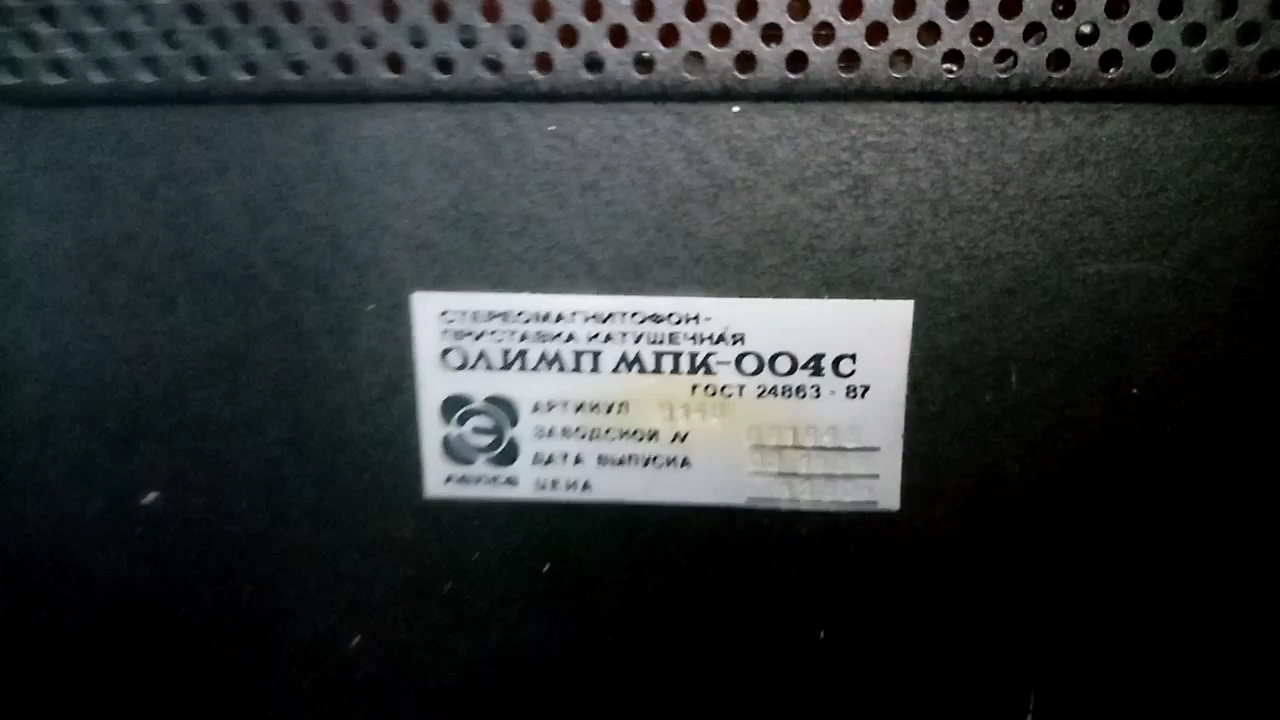 СТЕРЕОМАГНИТОФОН-
ПРИСТАВКА КАТУШЕЧНАЯ
ОЛИМП МПК-004С
ГОСТ 24863 - 87
АРТИКУЛ
ЗАВОДСКОЙ №
ДАТА ВЫПУСКА
ЦЕНА